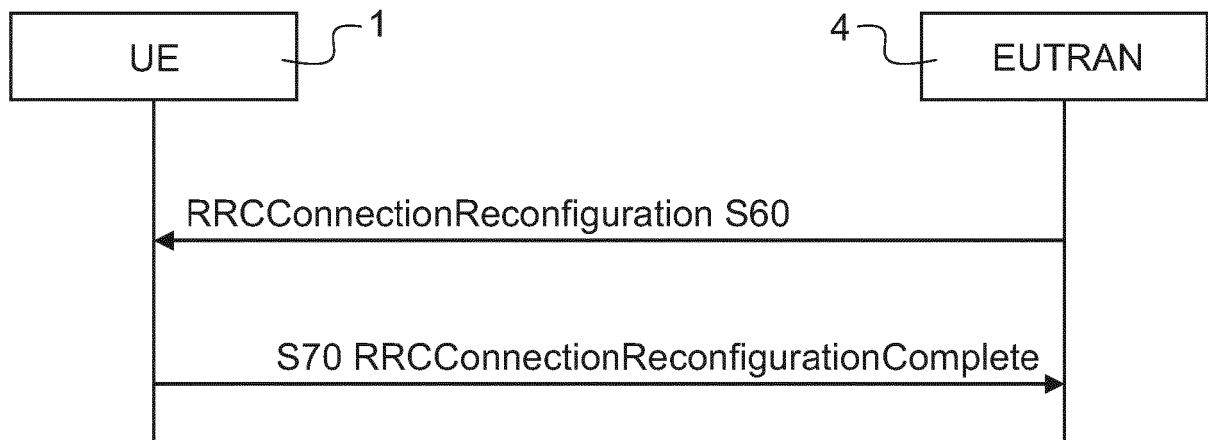 UE
1
4
EUTRAN
RRCConnectionReconfiguration S60
S70 RRCConnectionReconfigurationComplete